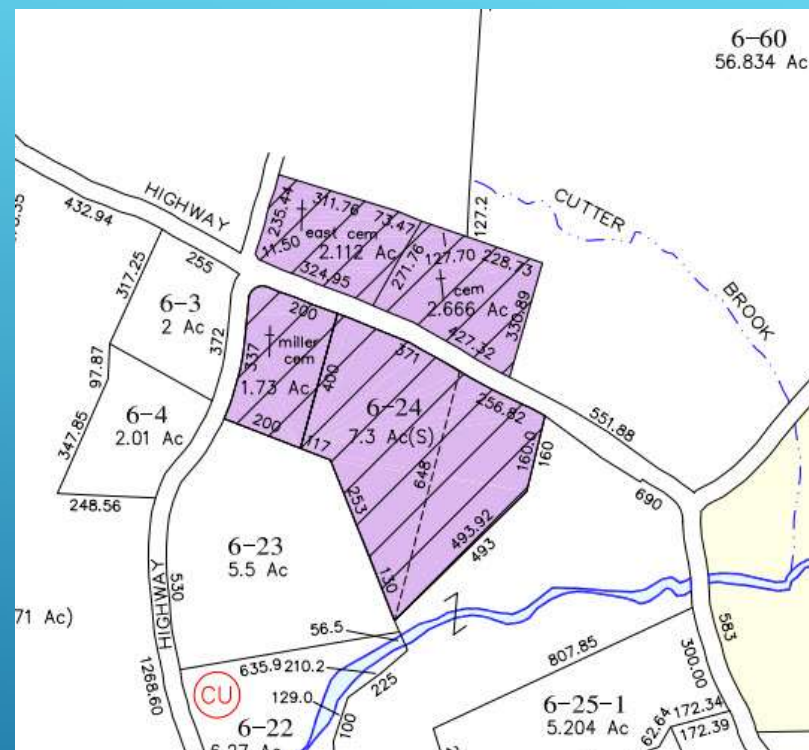 6-60
56.834 Ac
HIGHWAY
432.94
255
317.25
97.87
347.85
248.56
6-3
2 Ac
372
6-4
2.01 Ac
235.44
311.76
73.47
east cem
2.112 Ac
11.50
324.95
271.76
127.70
228.73
127.2
cem
2.666 Ac
330.89
427.32
CUTTER
BROOK
200
miller
cem
337
1.73 Ac
400
200
117
371
6-24
7.3 Ac(S)
256.82
648
160.0
160
551.88
690
253
130
493.92
493
6-23
5.5 Ac
HIGHWAY
530
1268.60
71 Ac)
56.5
635.9
210.2
225
129.0
100
CU
6-22
6.27 Ac
807.85
6-25-1
5.204 Ac
300.00
583
62.64
172.34
172.39